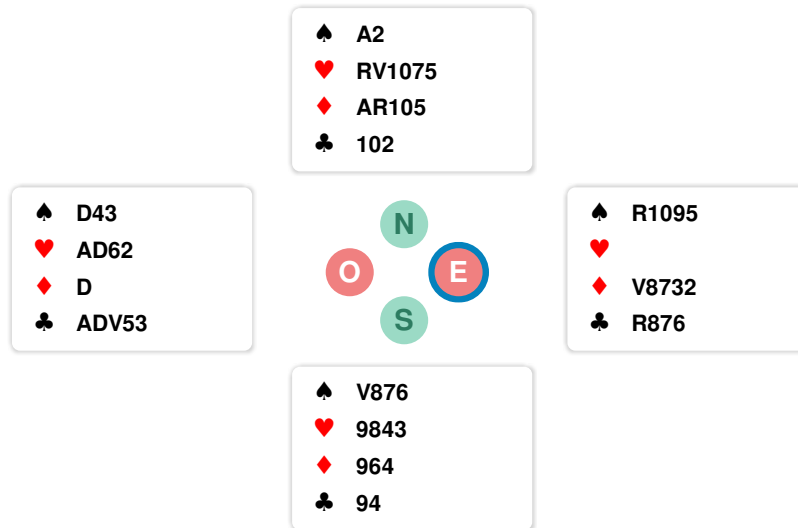 ♠ A2
♥ RV1075
♦ AR105
♣ 102
♠ D43
♥ AD62
♦ D
♣ ADV53
N
O E
S
♠ R1095
♥
♦ V8732
♣ R876
♠ V876
♥ 9843
♦ 964
♣ 94